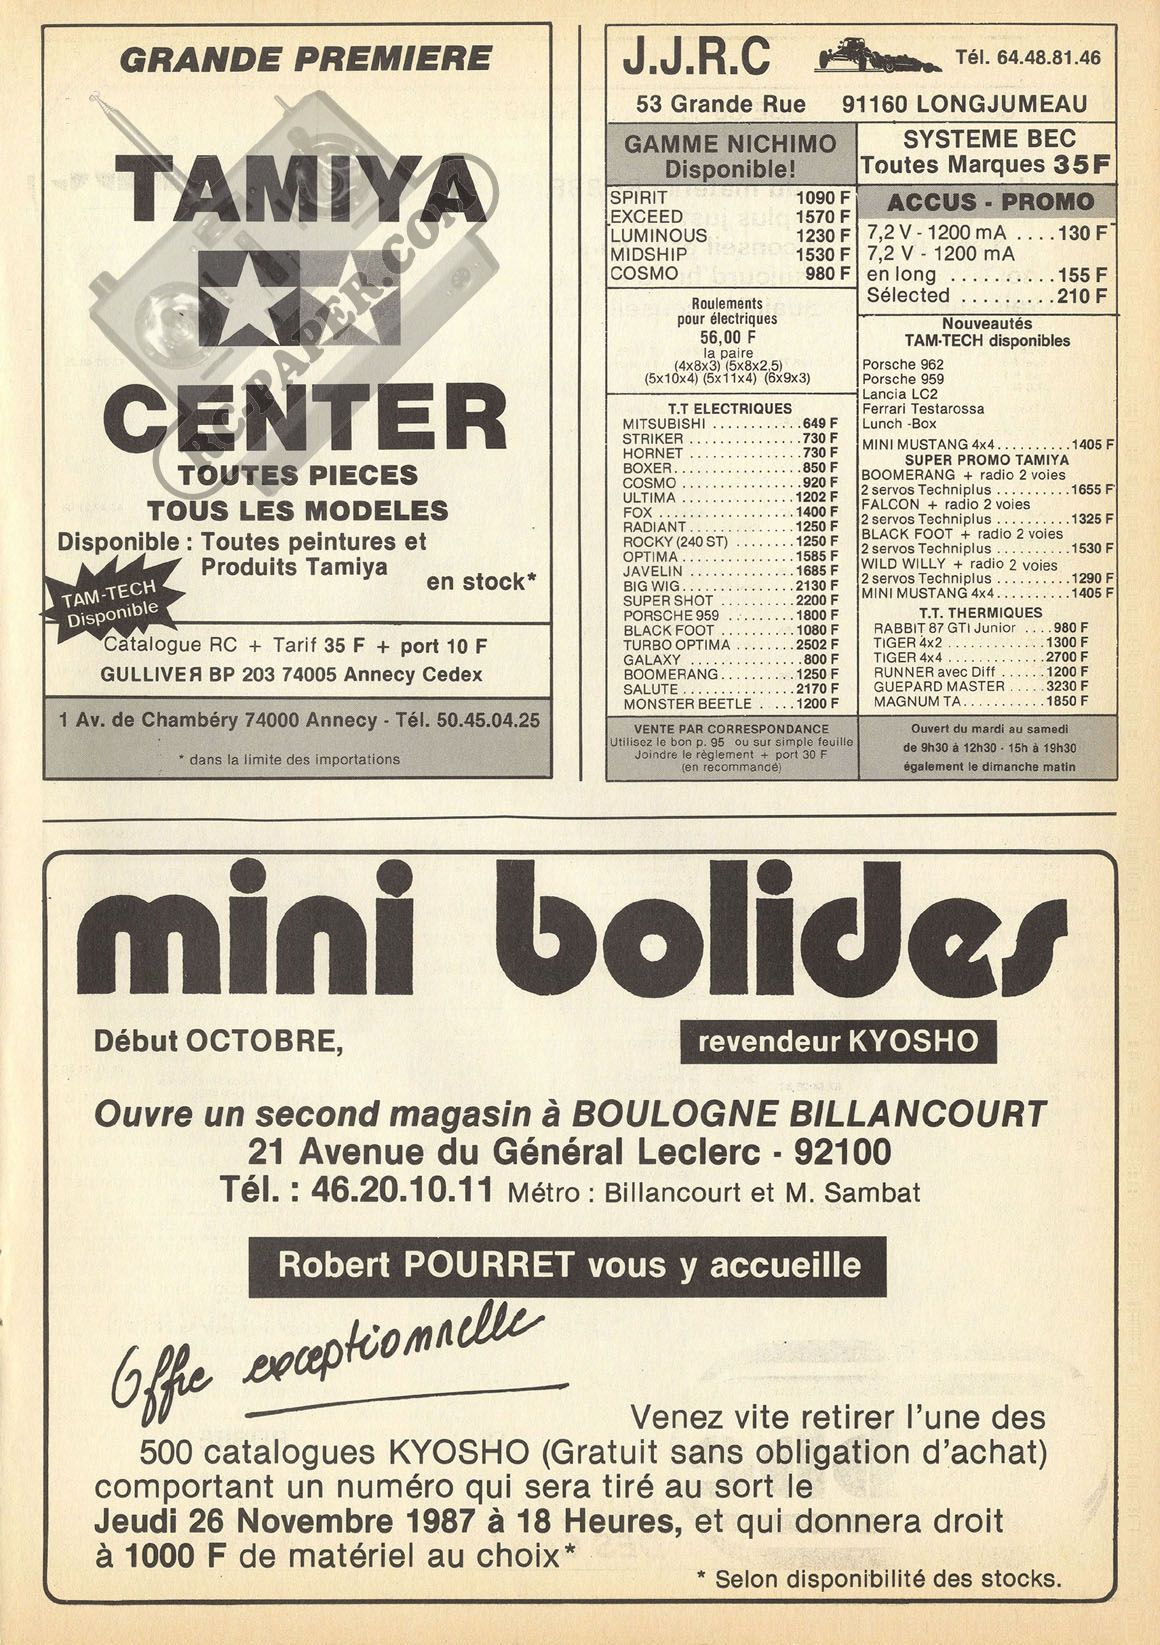 GRANDE PREMIERE
TAMIYA
CENTER
RC-PAPER.COM
TOUTES PIECES
TOUS LES MODELES
Disponible : Toutes peintures et
Produits Tamiya
en stock*
TAM-TECH
Disponible
Catalogue RC + Tarif 35 F + port 10 F
GULLIVEЯ BP 203 74005 Annecy Cedex
1 Av. de Chambéry 74000 Annecy - Tél. 50.45.04.25
* dans la limite des importations
J.J.R.C
Tél. 64.48.81.46
53 Grande Rue 91160 LONGJUMEAU
GAMME NICHIMO
Disponible!
SPIRIT 1090 F
EXCEED 1570 F
LUMINOUS 1230 F
MIDSHIP 1530 F
COSMO 980 F
Roulements
pour électriques
56,00 F
la paire
(4x8x3) (5x8x2,5)
(5x10x4) (5x11x4) (6x9x3)
T.T ELECTRIQUES
MITSUBISHI ..........649 F
STRIKER ..........730 F
HORNET ..........730 F
BOXER..........850 F
COSMO ..........920 F
ULTIMA ..........1202 F
FOX ..........1400 F
RADIANT..........1250 F
ROCKY (240 ST) ..........1250 F
OPTIMA ..........1585 F
JAVELIN ..........1685 F
BIG WIG..........2130 F
SUPER SHOT ..........2200 F
PORSCHE 959 ..........1800 F
BLACK FOOT ..........1080 F
TURBO OPTIMA ..........2502 F
GALAXY ..........800 F
BOOMERANG..........1250 F
SALUTE ..........2170 F
MONSTER BEETLE ..........1200 F
VENTE PAR CORRESPONDANCE
Utilisez le bon p. 95 ou sur simple feuille
Joindre le règlement + port 30 F
(en recommandé)
SYSTEME BEC
Toutes Marques 35 F
ACCUS - PROMO
7,2 V - 1200 mA ....130 F
7,2 V - 1200 mA
en long ..........155 F
Sélected ..........210 F
Nouveautés
TAM-TECH disponibles
Porsche 962
Porsche 959
Lancia LC2
Ferrari Testarossa
Lunch -Box
MINI MUSTANG 4x4..........1405 F
SUPER PROMO TAMIYA
BOOMERANG + radio 2 voies
2 servos Techniplus ..........1655 F
FALCON + radio 2 voies
2 servos Techniplus ..........1325 F
BLACK FOOT + radio 2 voies
2 servos Techniplus ..........1530 F
WILD WILLY + radio 2 voies
2 servos Techniplus ..........1290 F
MINI MUSTANG 4x4..........1405 F
T.T. THERMIQUES
RABBIT 87 GTI Junior ....980 F
TIGER 4x2 ..........1300 F
TIGER 4x4 ..........2700 F
RUNNER avec Diff .....1200 F
GUEPARD MASTER .....3230 F
MAGNUM TA..........1850 F
Ouvert du mardi au samedi
de 9h30 à 12h30 - 15h à 19h30
également le dimanche matin
mini bolides
Début OCTOBRE,
revendeur KYOSHO
Ouvre un second magasin à BOULOGNE BILLANCOURT
21 Avenue du Général Leclerc - 92100
Tél. : 46.20.10.11 Métro : Billancourt et M. Sambat
Robert POURRET vous y accueille
Offre exceptionnelle
Venez vite retirer l'une des
500 catalogues KYOSHO (Gratuit sans obligation d'achat)
comportant un numéro qui sera tiré au sort le
Jeudi 26 Novembre 1987 à 18 Heures, et qui donnera droit
à 1000 F de matériel au choix*
* Selon disponibilité des stocks.